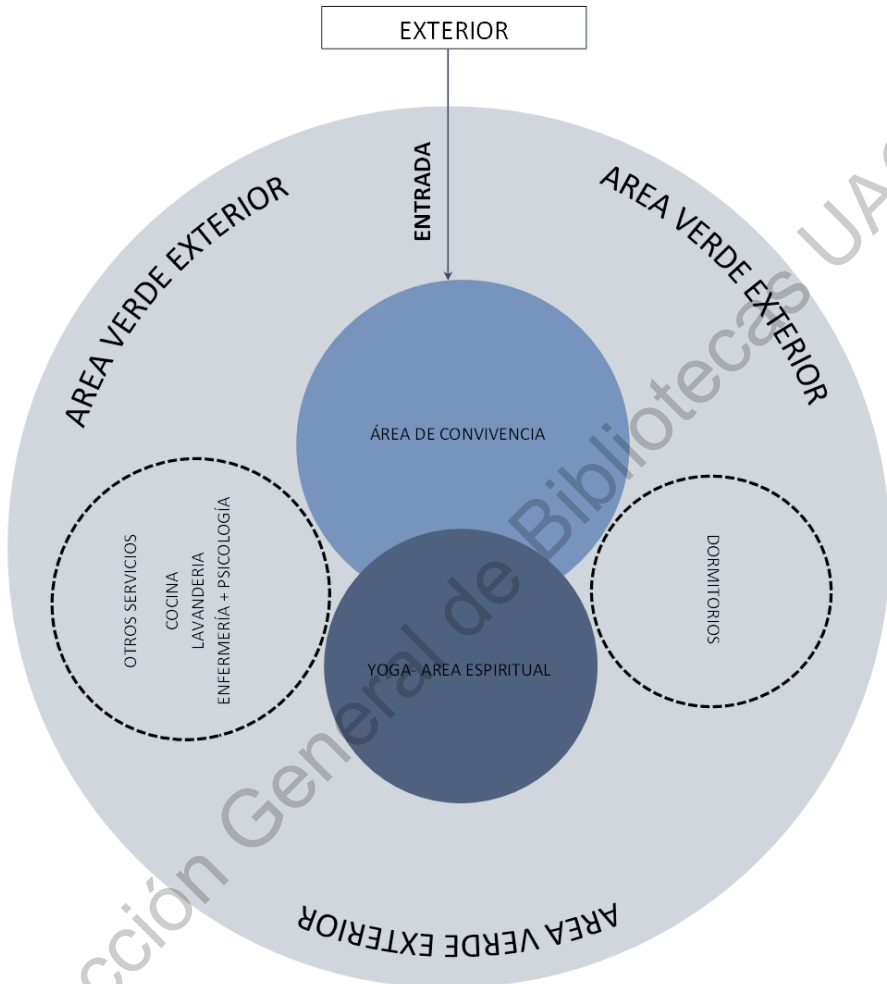 EXTERIOR
ENTRADA
AREA VERDE EXTERIOR
AREA VERDE EXTERIOR
ÁREA DE CONVIVENCIA
OTROS SERVICIOS
COCINA
LAVANDERIA
ENFERMERÍA + PSICOLOGÍA
DORMITORIOS
YOGA- AREA ESPIRITUAL
AREA VERDE EXTERIOR
cción General de Bibliotecas UA